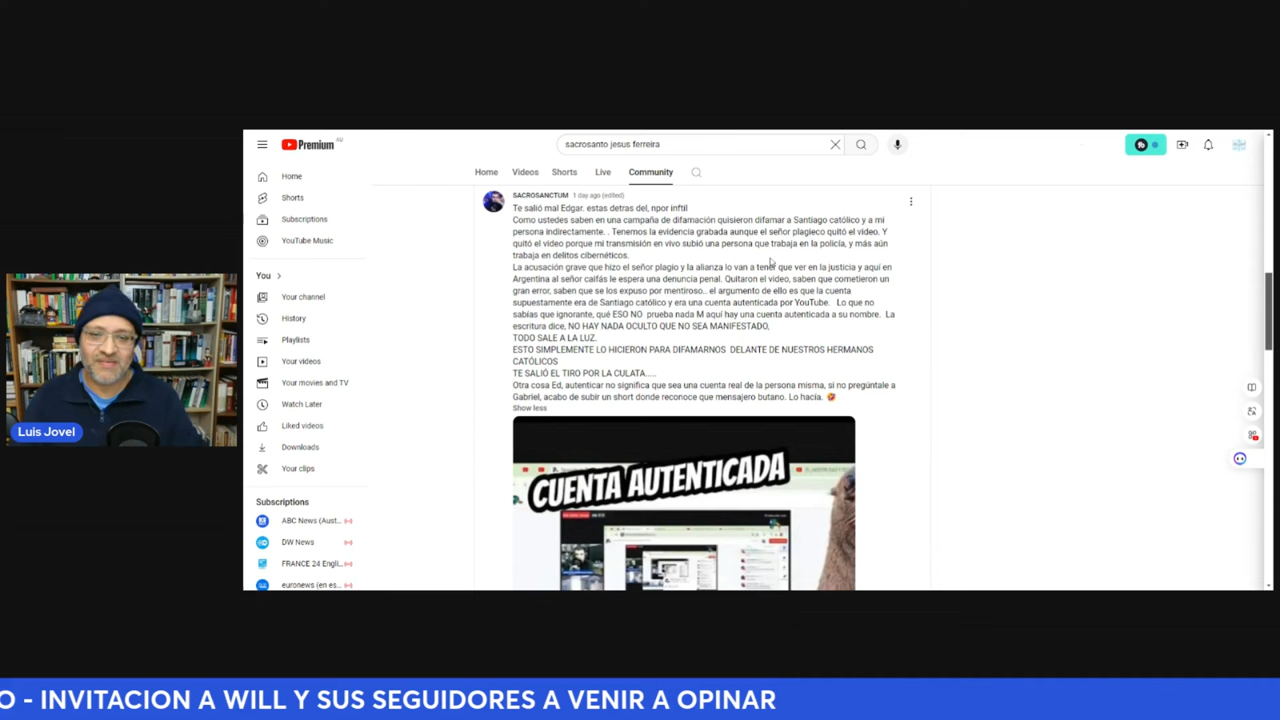 Premium
AU
sacrosanto jesus ferreira
Home
Videos
Shorts
Live
Community
Home
Shorts
Subscriptions
YouTube Music
You
Your channel
History
Playlists
Your videos
Your movies and TV
Watch Later
Liked videos
Downloads
Your clips
Subscriptions
ABC News (Aust...
DW News
FRANCE 24 Engli...
euronews (en es...
SACROSANCTUM 1 day ago (edited)
Te salió mal Edgar. estas detras del, npor inftil
Como ustedes saben en una campaña de difamación quisieron difamar a Santiago católico y a mi
persona indirectamente. . Tenemos la evidencia grabada aunque el señor plagieco quitó el video. Y
quitó el video porque mi transmisión en vivo subió una persona que trabaja en la policía, y más aún
trabaja en delitos cibernéticos.
La acusación grave que hizo el señor plagio y la alianza lo van a tener que ver en la justicia y aquí en
Argentina al señor caifás le espera una denuncia penal. Quitaron el video, saben que cometieron un
gran error, saben que se los expuso por mentiroso.. el argumento de ello es que la cuenta
supuestamente era de Santiago católico y era una cuenta autenticada por YouTube. Lo que no
sabías que ignorante, qué ESO NO prueba nada M aquí hay una cuenta autenticada a su nombre. La
escritura dice, NO HAY NADA OCULTO QUE NO SEA MANIFESTADO,
TODO SALE A LA LUZ.
ESTO SIMPLEMENTE LO HICIERON PARA DIFAMARNOS DELANTE DE NUESTROS HERMANOS
CATÓLICOS
TE SALIÓ EL TIRO POR LA CULATA.....
Otra cosa Ed, autenticar no significa que sea una cuenta real de la persona misma, si no pregúntale a
Gabriel, acabo de subir un short donde reconoce que mensajero butano. Lo hacía. 🤣
Show less
CUENTA AUTENTICADA
Luis Jovel
O - INVITACION A WILL Y SUS SEGUIDORES A VENIR A OPINAR